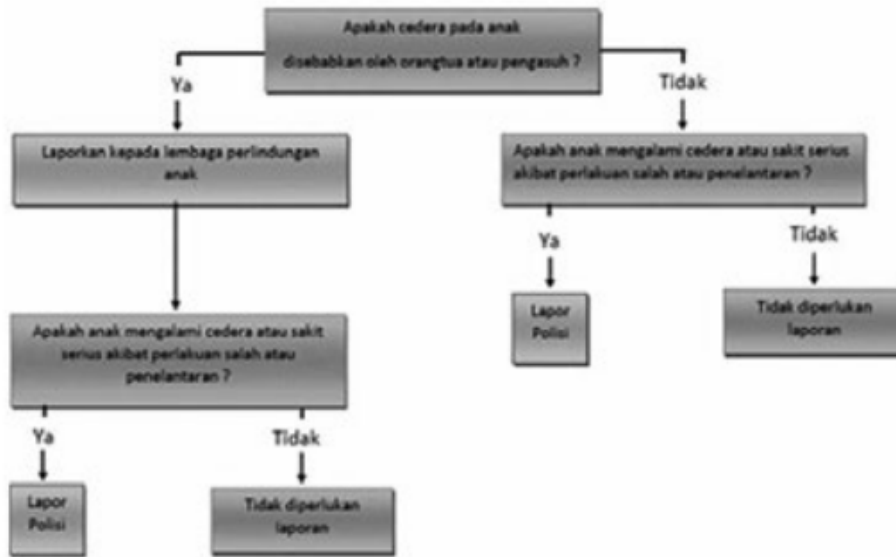 Apakah cedera pada anak
disebabkan oleh orangtua atau pengasuh ?
Ya
Tidak
Laporkan kepada lembaga perlindungan
anak
Apakah anak mengalami cedera atau sakit serius
akibat perlakuan salah atau penelantaran ?
Ya
Tidak
Lapor
Polisi
Tidak diperlukan
laporan
Apakah anak mengalami cedera atau sakit
serius akibat perlakuan salah atau
penelantaran ?
Ya
Tidak
Lapor
Polisi
Tidak diperlukan
laporan